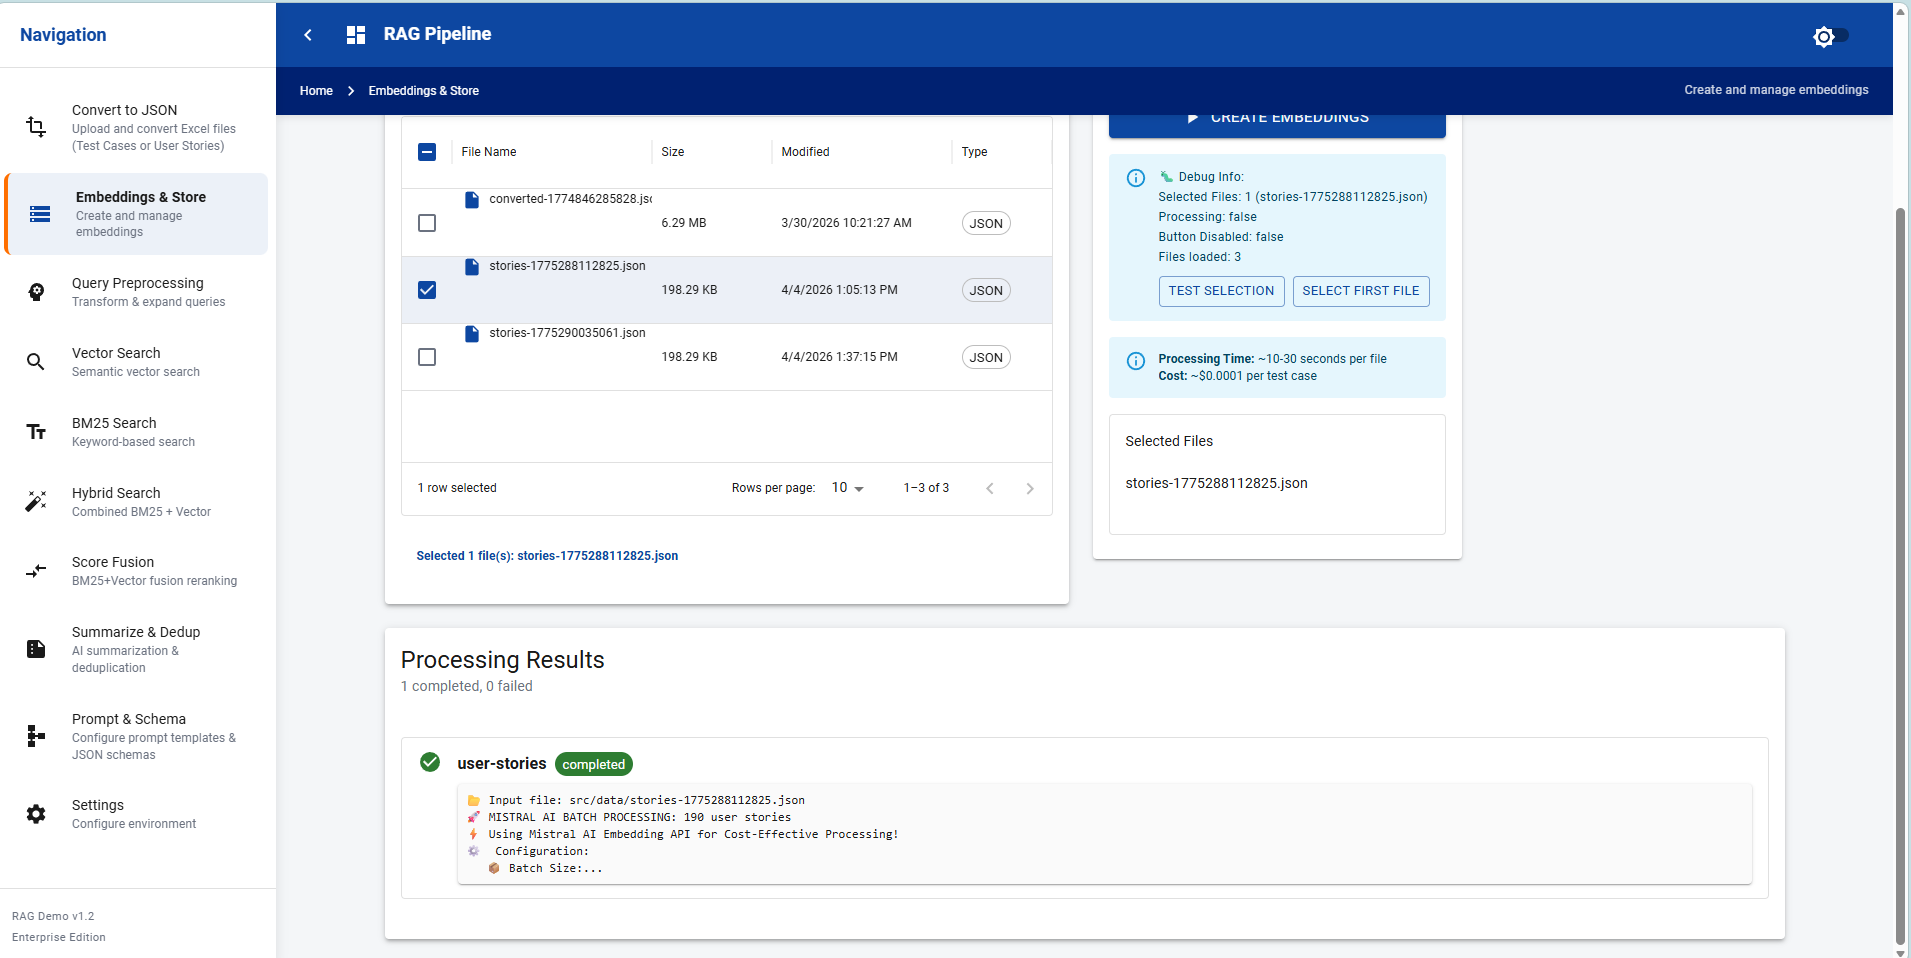 Navigation
Convert to JSON
Upload and convert Excel files
(Test Cases or User Stories)
Embeddings & Store
Create and manage
embeddings
Query Preprocessing
Transform & expand queries
Vector Search
Semantic vector search
BM25 Search
Keyword-based search
Hybrid Search
Combined BM25 + Vector
Score Fusion
BM25+Vector fusion reranking
Summarize & Dedup
AI summarization &
deduplication
Prompt & Schema
Configure prompt templates &
JSON schemas
Settings
Configure environment
RAG Demo v1.2
Enterprise Edition
RAG Pipeline
Home > Embeddings & Store
Create and manage embeddings
File Name Size Modified Type
converted-1774846285828.jsc
6.29 MB 3/30/2026 10:21:27 AM JSON
stories-1775288112825.json
198.29 KB 4/4/2026 1:05:13 PM JSON
stories-1775290035061.json
198.29 KB 4/4/2026 1:37:15 PM JSON
1 row selected Rows per page: 10 1–3 of 3
Selected 1 file(s): stories-1775288112825.json
CREATE EMBEDDINGS
Debug Info:
Selected Files: 1 (stories-1775288112825.json)
Processing: false
Button Disabled: false
Files loaded: 3
TEST SELECTION SELECT FIRST FILE
Processing Time: ~10-30 seconds per file
Cost: ~$0.0001 per test case
Selected Files
stories-1775288112825.json
Processing Results
1 completed, 0 failed
user-stories completed
Input file: src/data/stories-1775288112825.json
MISTRAL AI BATCH PROCESSING: 190 user stories
Using Mistral AI Embedding API for Cost-Effective Processing!
Configuration:
Batch Size:...